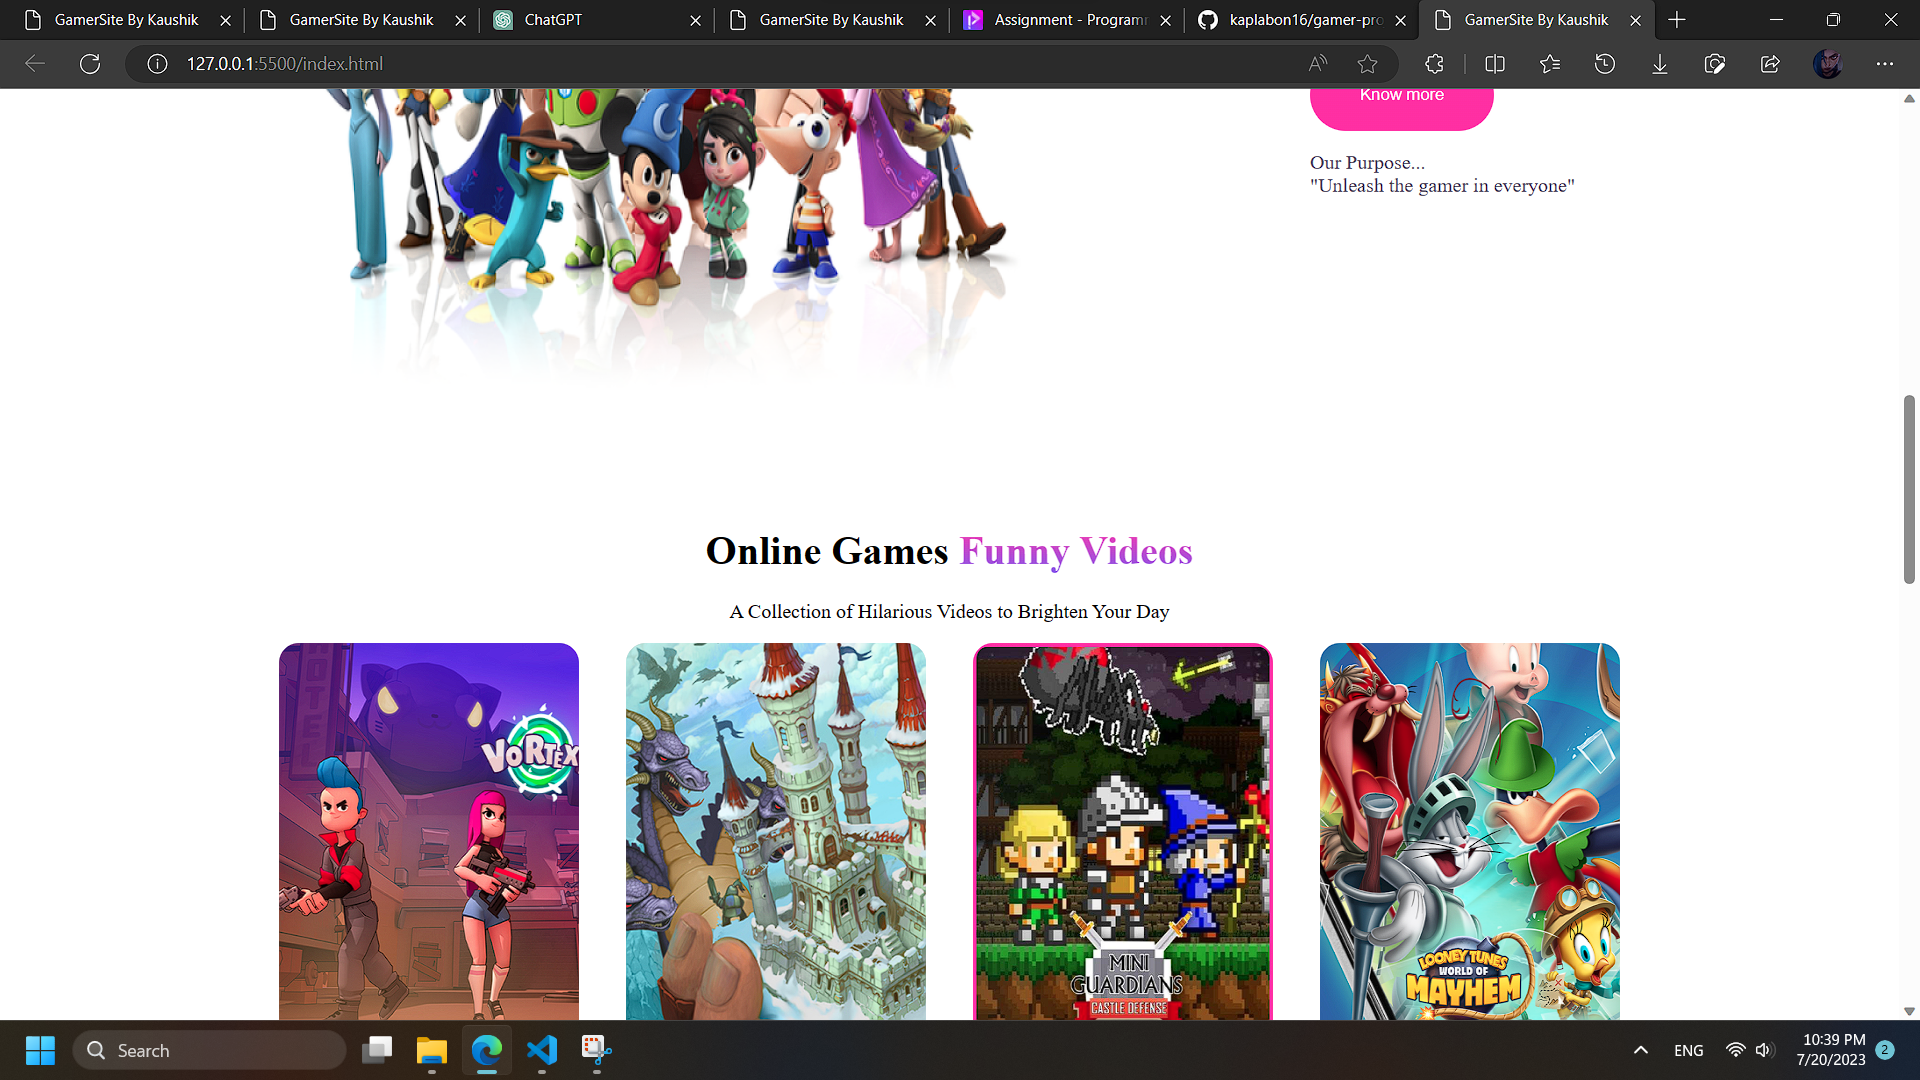 GamerSite By Kaushik
GamerSite By Kaushik
ChatGPT
GamerSite By Kaushik
Assignment - Programm
kaplabon16/gamer-pro
GamerSite By Kaushik
127.0.0.1:5500/index.html
Know more
Our Purpose...
"Unleash the gamer in everyone"
Online Games Funny Videos
A Collection of Hilarious Videos to Brighten Your Day
HOTEL
VORTEX
MINI
GUARDIANS
CASTLE DEFENSE
LOONEY TUNES
WORLD OF
MAYHEM
Search
ENG
10:39 PM
7/20/2023
2